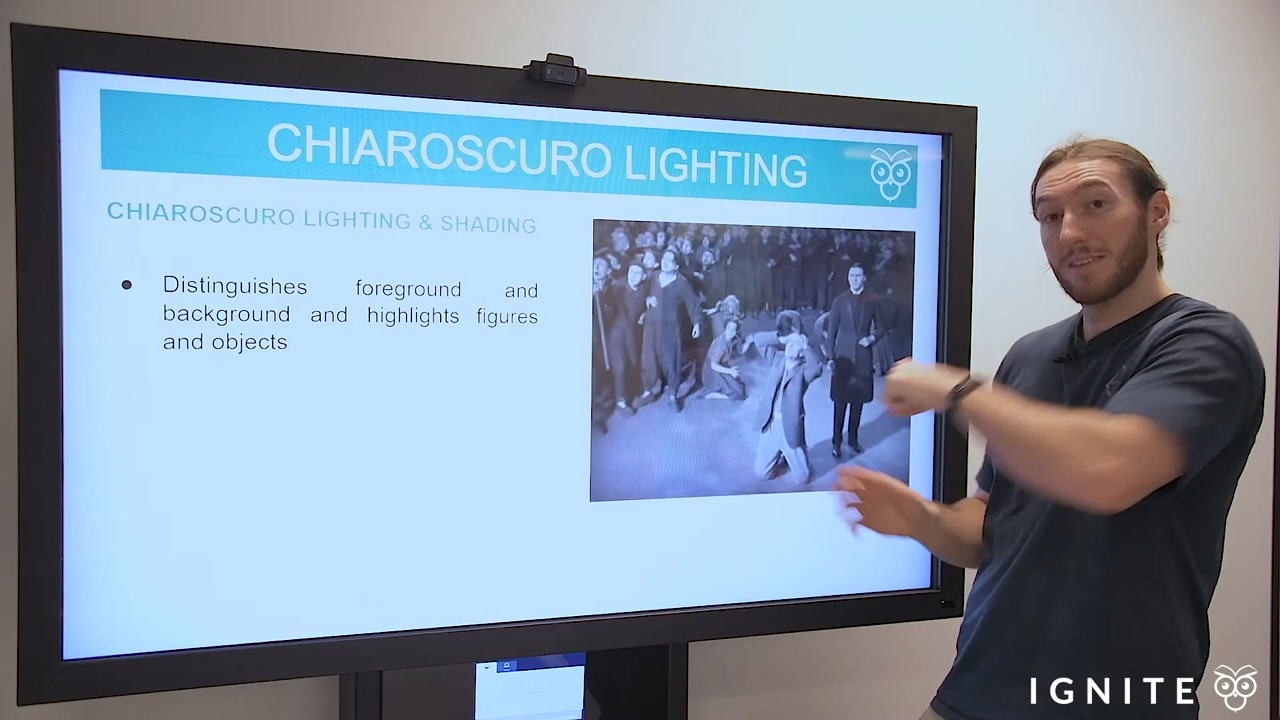 CHIAROSCURO LIGHTING
CHIAROSCURO LIGHTING & SHADING
● Distinguishes foreground and
background and highlights figures
and objects
IGNITE